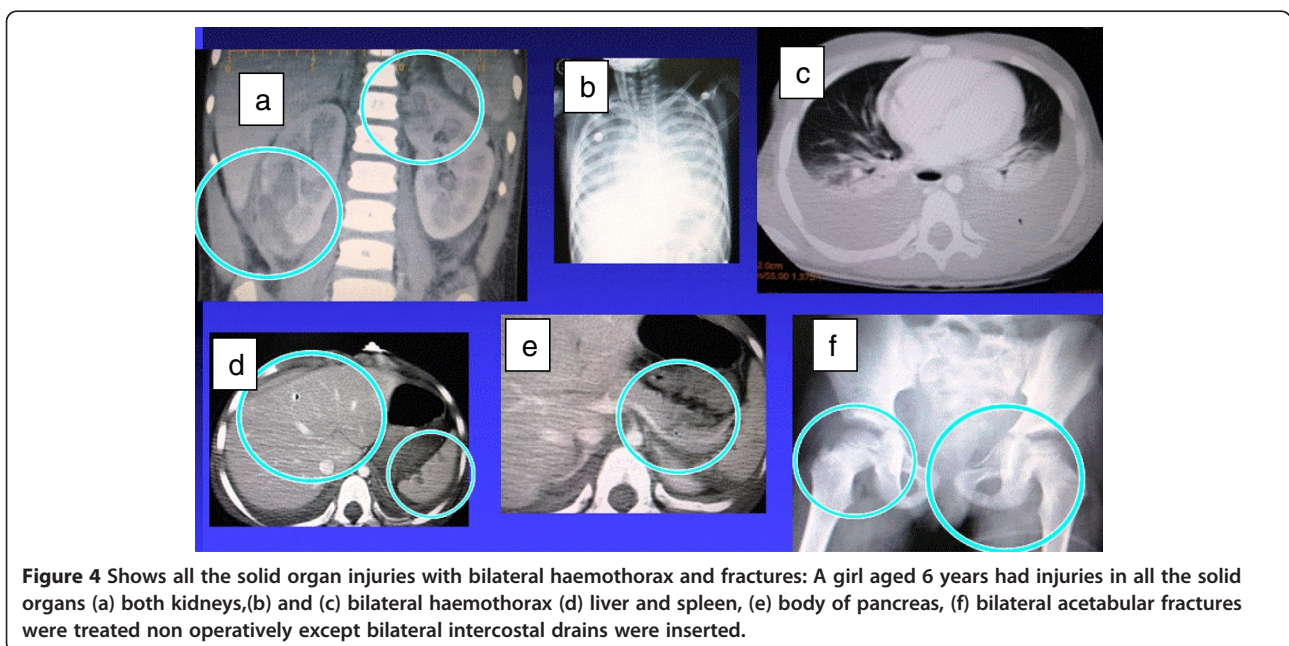 a
b
c
2.0cm
d
e
f
Figure 4 Shows all the solid organ injuries with bilateral haemothorax and fractures: A girl aged 6 years had injuries in all the solid
organs (a) both kidneys,(b) and (c) bilateral haemothorax (d) liver and spleen, (e) body of pancreas, (f) bilateral acetabular fractures
were treated non operatively except bilateral intercostal drains were inserted.